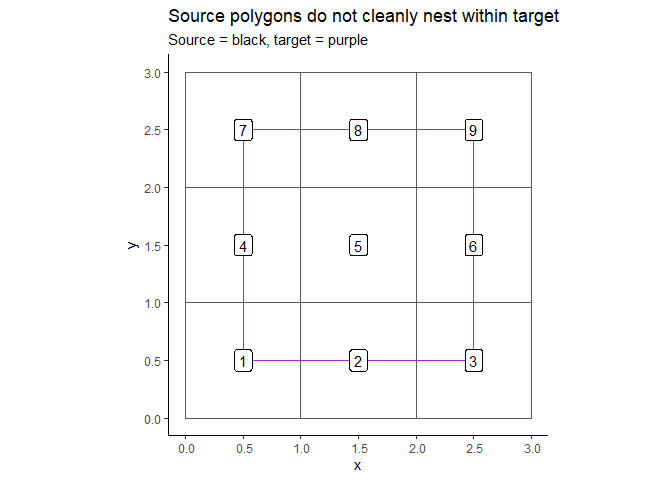 Source polygons do not cleanly nest within target
Source = black, target = purple
3.0
7 8 9
2.5
2.0
4 5 6
1.5
y
1.0
1 2 3
0.5
0.0
0.0 0.5 1.0 1.5 2.0 2.5 3.0
x